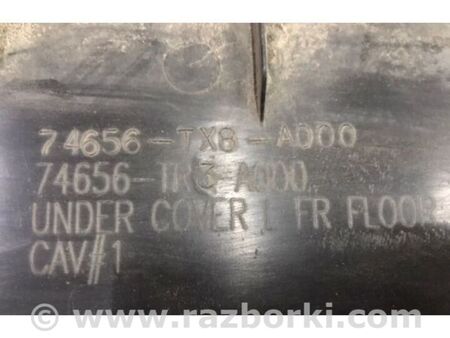 74656-TX8-A000
74656-TR3-A000
UNDER COVER L FR FLOOR
CAV#1
© www.razborki.com